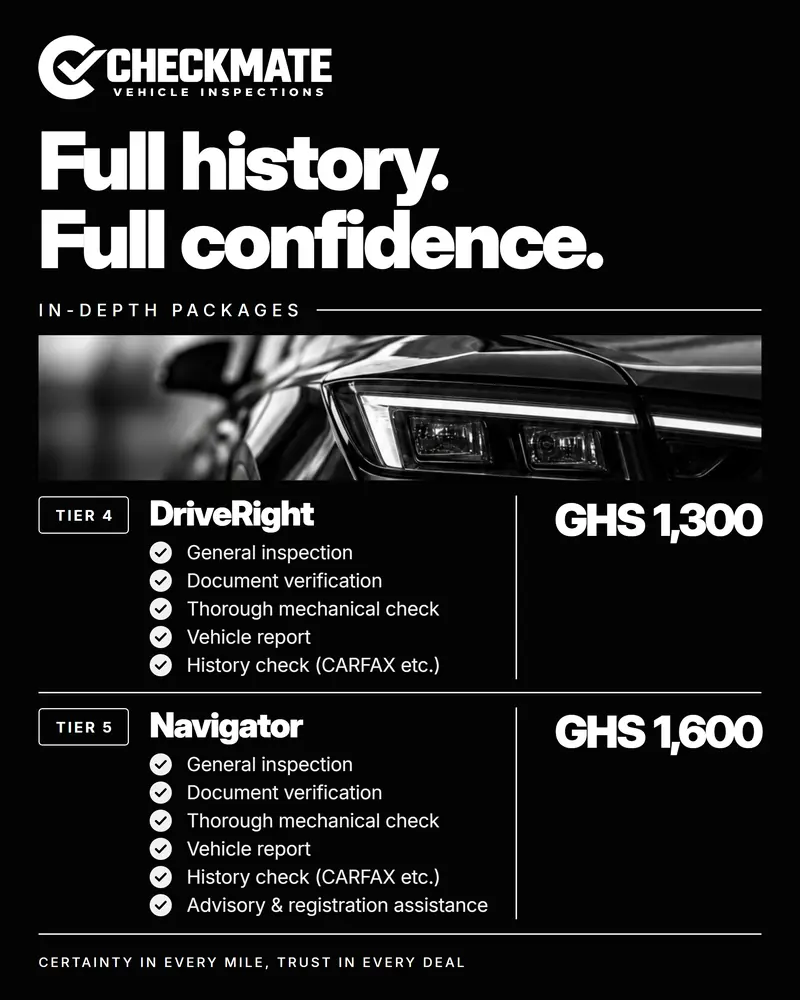 CHECKMATE
VEHICLE INSPECTIONS
Full history.
Full confidence.
IN-DEPTH PACKAGES
TIER 4
DriveRight
GHS 1,300
General inspection
Document verification
Thorough mechanical check
Vehicle report
History check (CARFAX etc.)
TIER 5
Navigator
GHS 1,600
General inspection
Document verification
Thorough mechanical check
Vehicle report
History check (CARFAX etc.)
Advisory & registration assistance
CERTAINTY IN EVERY MILE, TRUST IN EVERY DEAL